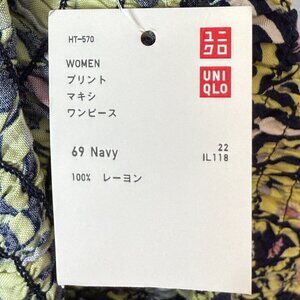 HT-570
ユニ
クロ
WOMEN
プリント
マキシ
ワンピース
UNI
QLO
69 Navy
22
IL118
100% レーヨン